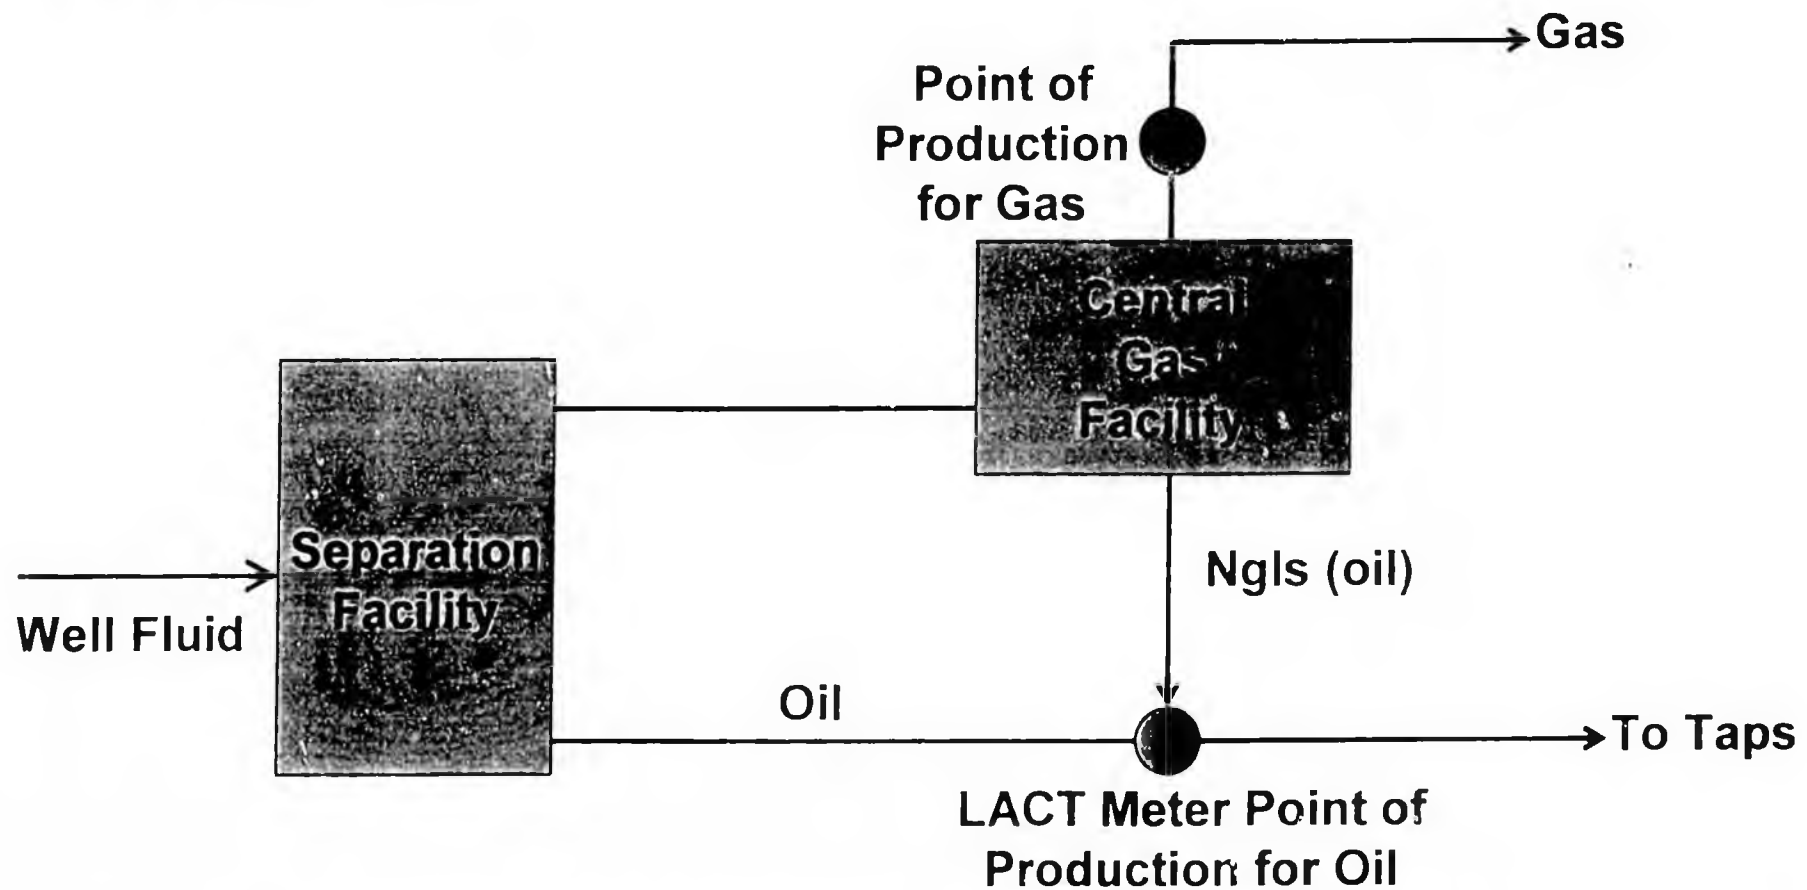 Gas
Point of
Production
for Gas
Central
Gas
Facility
Separation
Facility
Well Fluid
Ngls (oil)
Oil
To Taps
LACT Meter Point of
Production for Oil